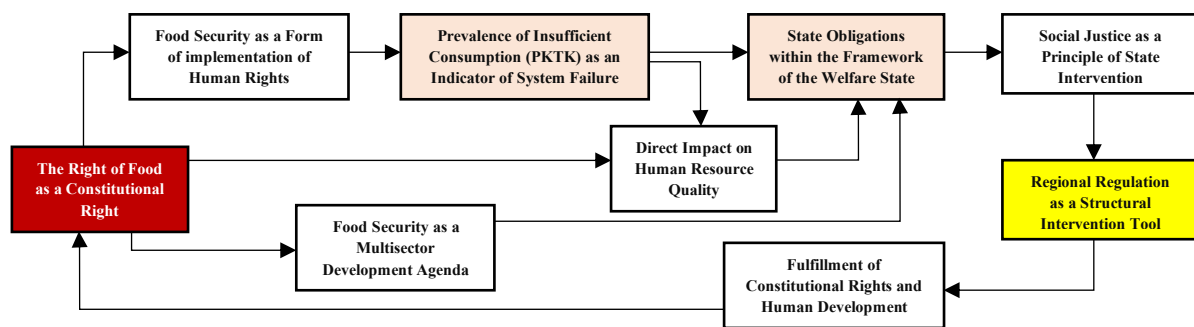 Food Security as a Form
of implementation of
Human Rights
Prevalence of Insufficient
Consumption (PKTK) as an
Indicator of System Failure
State Obligations
within the Framework
of the Welfare State
Social Justice as a
Principle of State
Intervention
The Right of Food
as a Constitutional
Right
Direct Impact on
Human Resource
Quality
Regional Regulation
as a Structural
Intervention Tool
Food Security as a
Multisector
Development Agenda
Fulfillment of
Constitutional Rights and
Human Development